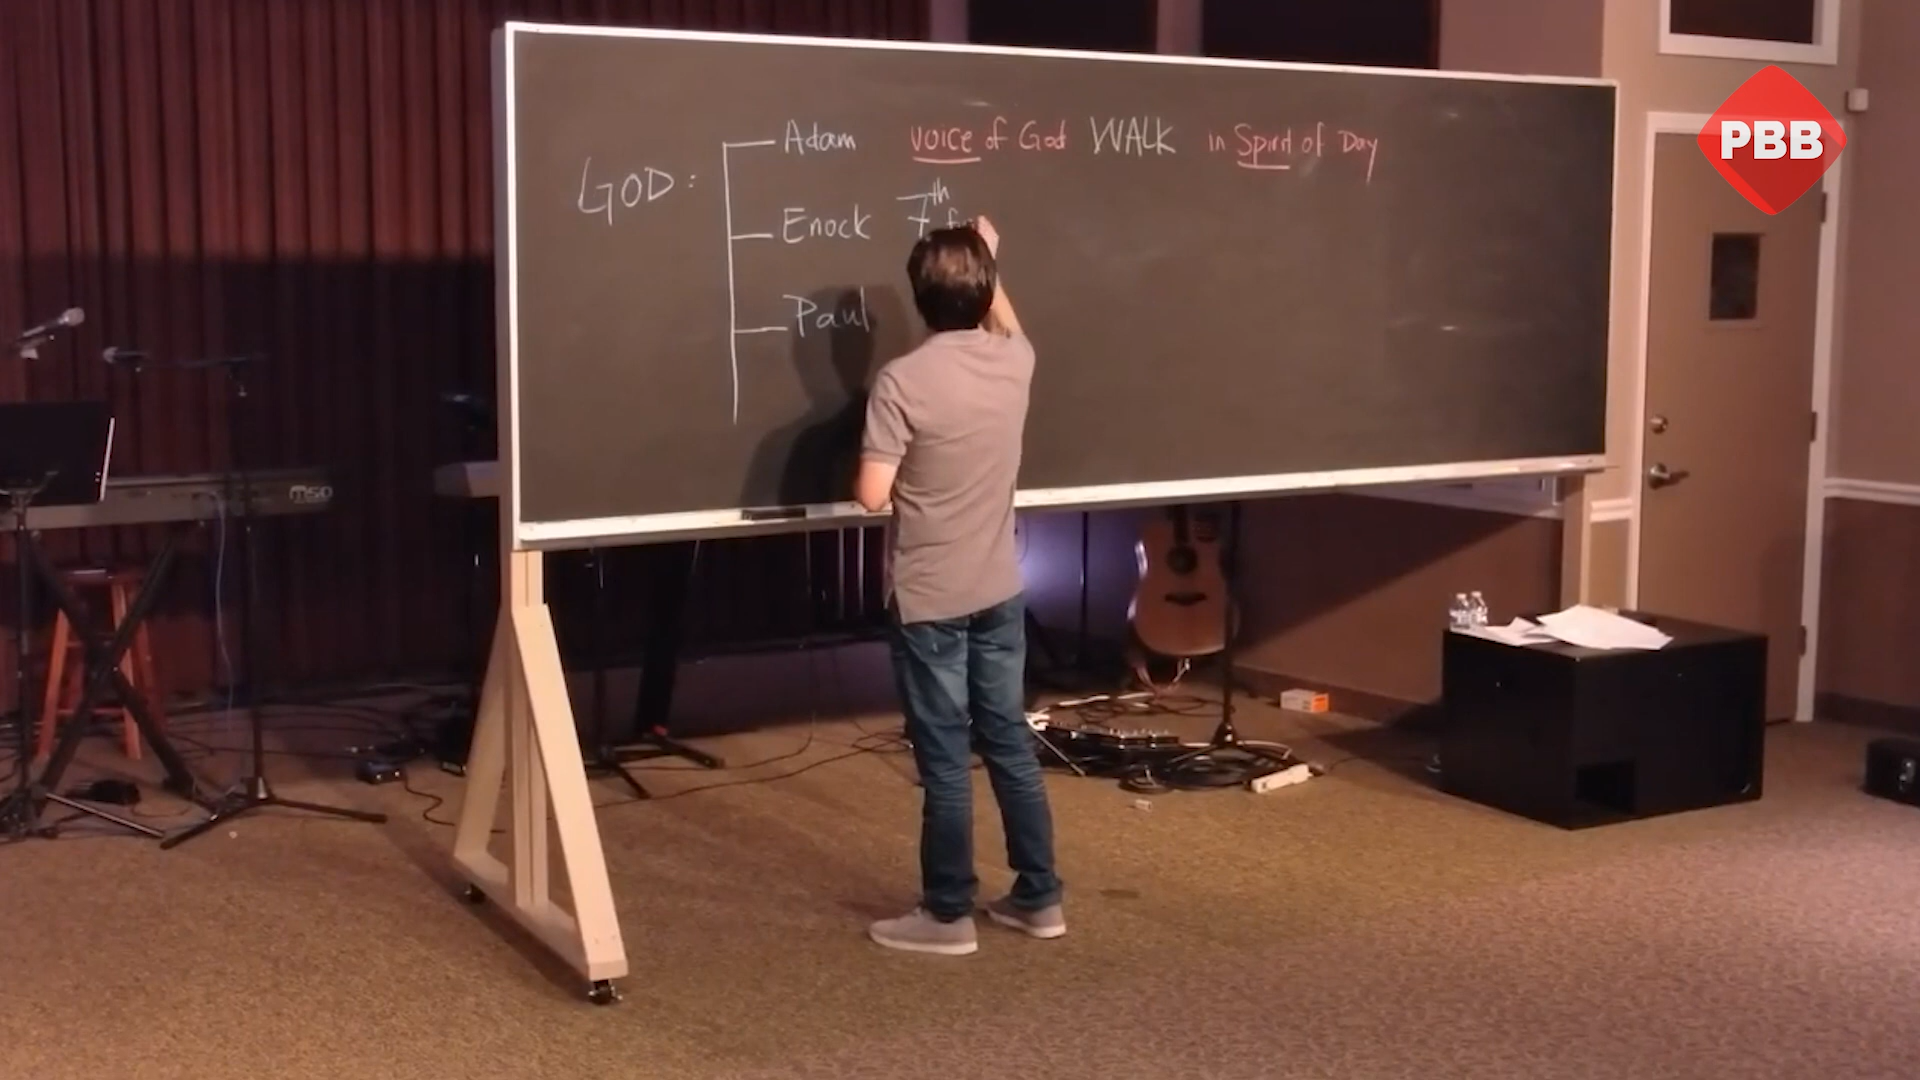 GOD:
Adam voice of God WALK in Spirit of Day
Enock 7th
Paul
PBB